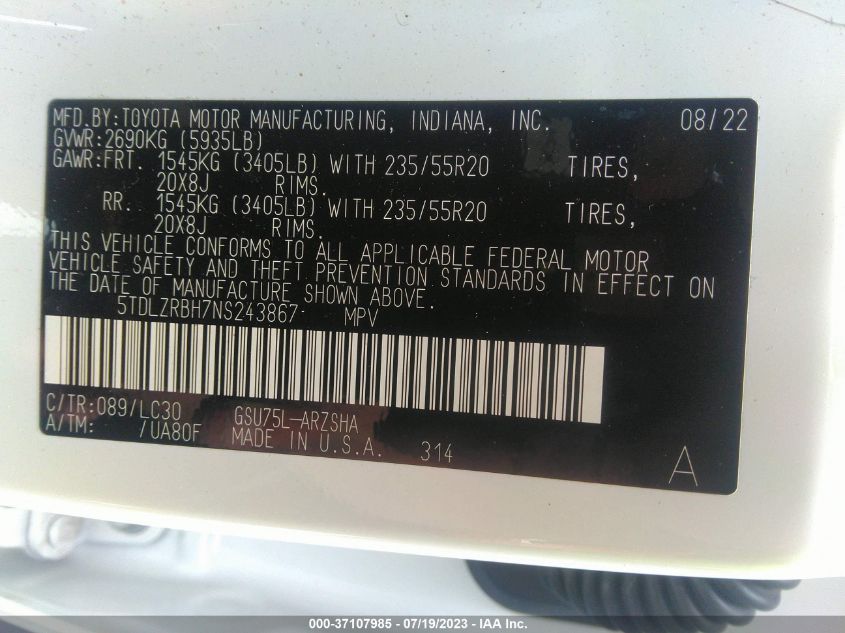 MFD.BY:TOYOTA MOTOR MANUFACTURING, INDIANA, INC. 08/22
GVWR:2690KG (5935LB)
GAWR:FRT. 1545KG (3405LB) WITH 235/55R20 TIRES,
20X8J RIMS.
RR. 1545KG (3405LB) WITH 235/55R20 TIRES,
20X8J RIMS.
THIS VEHICLE CONFORMS TO ALL APPLICABLE FEDERAL MOTOR
VEHICLE SAFETY AND THEFT PREVENTION STANDARDS IN EFFECT ON
THE DATE OF MANUFACTURE SHOWN ABOVE.
5TDLZRBH7NS243867 MPV
C/TR:089/LC30 GSU75L-ARZSHA
A/TM: /UA80F MADE IN U.S.A. 314
A
000-37107985 - 07/19/2023 - IAA Inc.